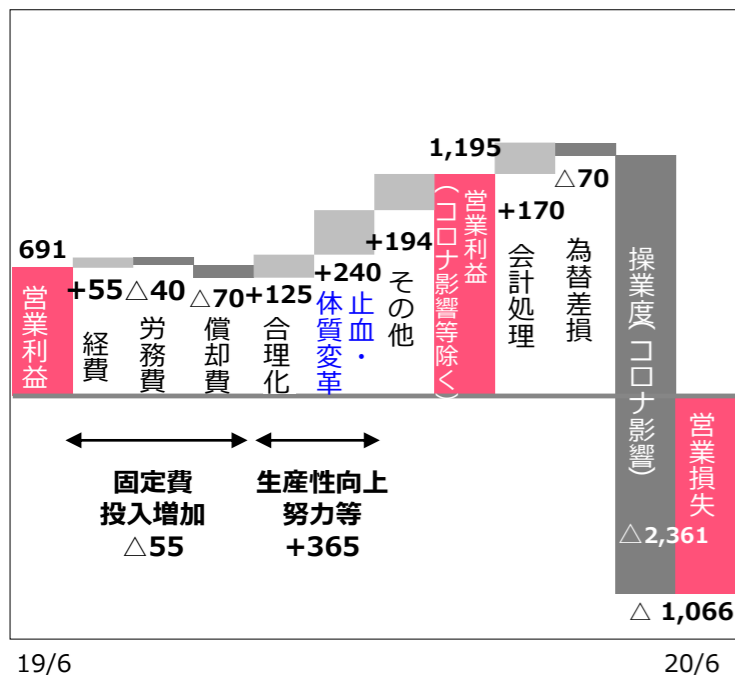 691
営業利益
+55
経費
△40
労務費
△70
償却費
+125
合理化
+240
止血・
体質変革
+194
その他
1,195
営業利益
（コロナ影響等除く）
+170
会計処理
△70
為替差損
操業度（コロナ影響）
△2,361
営業損失
△ 1,066
固定費
投入増加
△55
生産性向上
努力等
+365
19/6
20/6